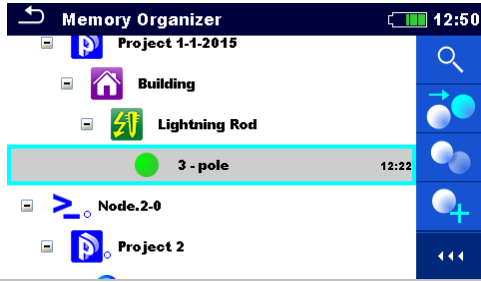 Memory Organizer 12:50
Project 1-1-2015
Building
Lightning Rod
3 - pole 12:22
Node.2-0
Project 2